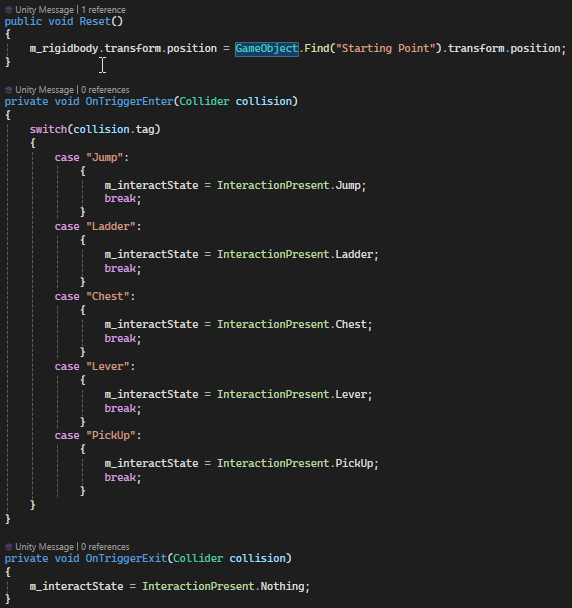 Unity Message | 1 reference
public void Reset()
{
m_rigidbody.transform.position = GameObject.Find("Starting Point").transform.position;
}
Unity Message | 0 references
private void OnTriggerEnter(Collider collision)
{
switch(collision.tag)
{
case "Jump":
{
m_interactState = InteractionPresent.Jump;
break;
}
case "Ladder":
{
m_interactState = InteractionPresent.Ladder;
break;
}
case "Chest":
{
m_interactState = InteractionPresent.Chest;
break;
}
case "Lever":
{
m_interactState = InteractionPresent.Lever;
break;
}
case "PickUp":
{
m_interactState = InteractionPresent.PickUp;
break;
}
}
}
Unity Message | 0 references
private void OnTriggerExit(Collider collision)
{
m_interactState = InteractionPresent.Nothing;
}